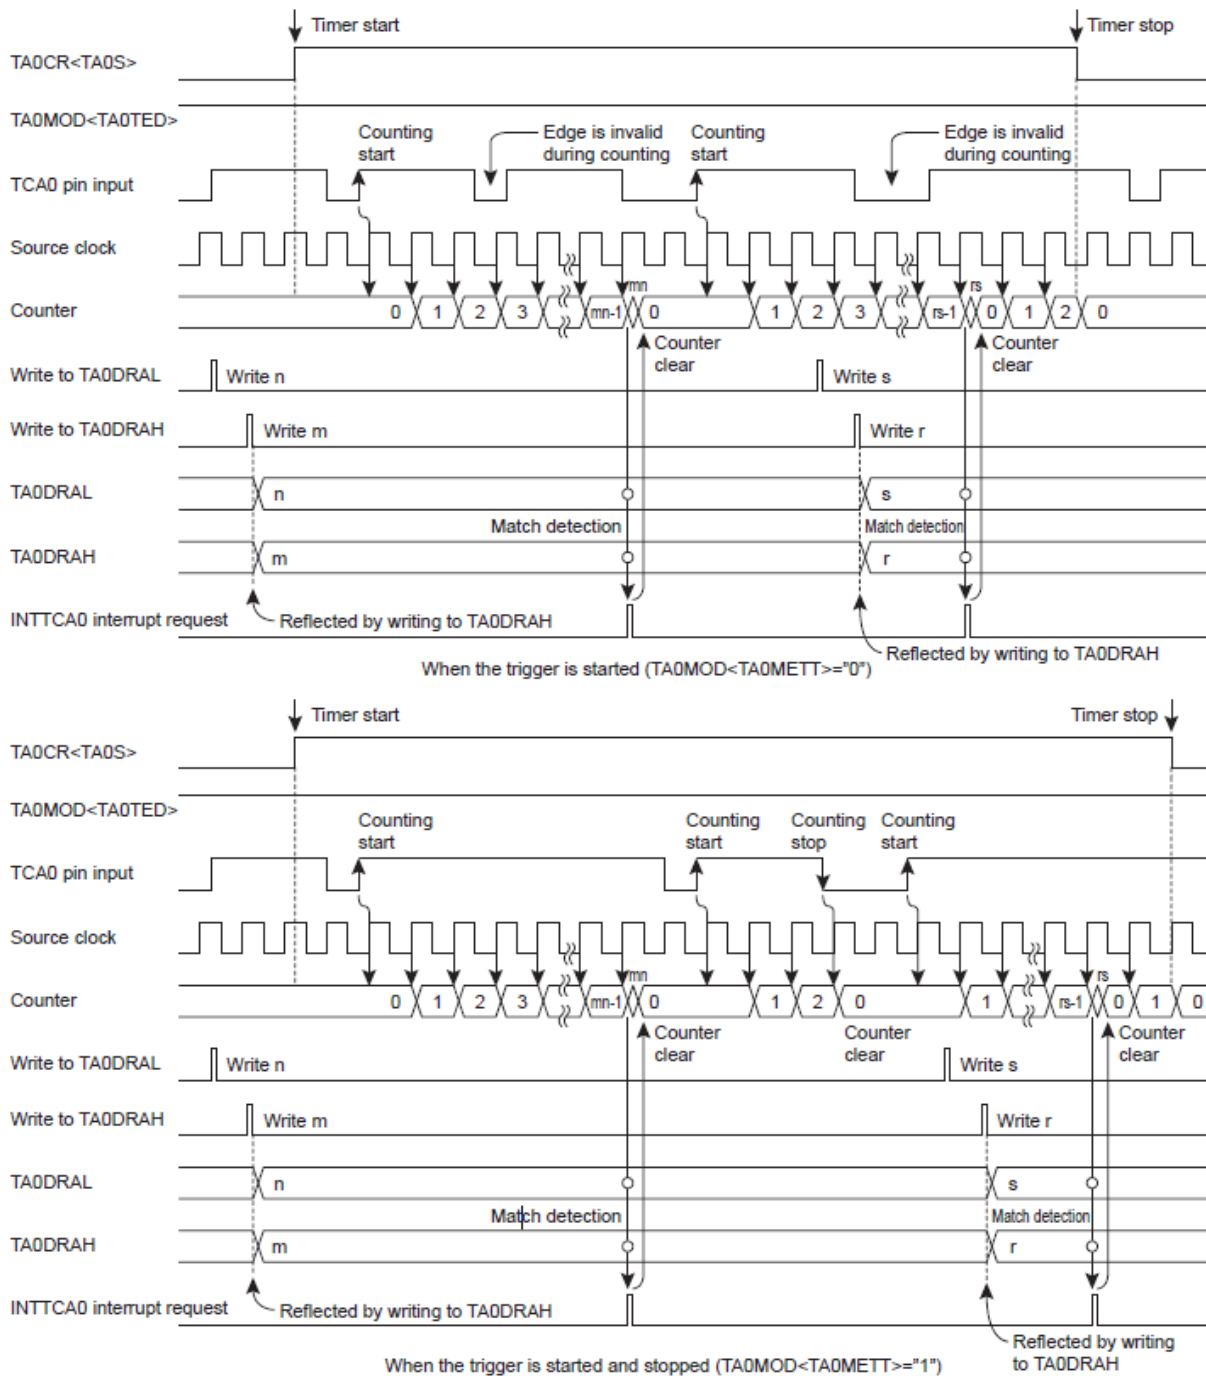 Timer start
Timer stop
TA0CR<TA0S>
TA0MOD<TA0TED>
Counting start
Edge is invalid during counting
Counting start
Edge is invalid during counting
TCA0 pin input
Source clock
mn
rs
Counter
0 1 2 3 mn-1 0 1 2 3 rs-1 0 1 2 0
Counter clear
Counter clear
Write to TA0DRAL
Write n
Write s
Write to TA0DRAH
Write m
Write r
TA0DRAL
n
s
Match detection
Match detection
TA0DRAH
m
r
INTTCA0 interrupt request
Reflected by writing to TA0DRAH
Reflected by writing to TA0DRAH
When the trigger is started (TA0MOD<TA0METT>="0")
Timer start
Timer stop
TA0CR<TA0S>
TA0MOD<TA0TED>
Counting start
Counting start
Counting stop
Counting start
TCA0 pin input
Source clock
mn
rs
Counter
0 1 2 3 mn-1 0 1 2 0 1 rs-1 0 1 0
Counter clear
Counter clear
Counter clear
Write to TA0DRAL
Write n
Write s
Write to TA0DRAH
Write m
Write r
TA0DRAL
n
s
Match detection
Match detection
TA0DRAH
m
r
INTTCA0 interrupt request
Reflected by writing to TA0DRAH
Reflected by writing to TA0DRAH
When the trigger is started and stopped (TA0MOD<TA0METT>="1")